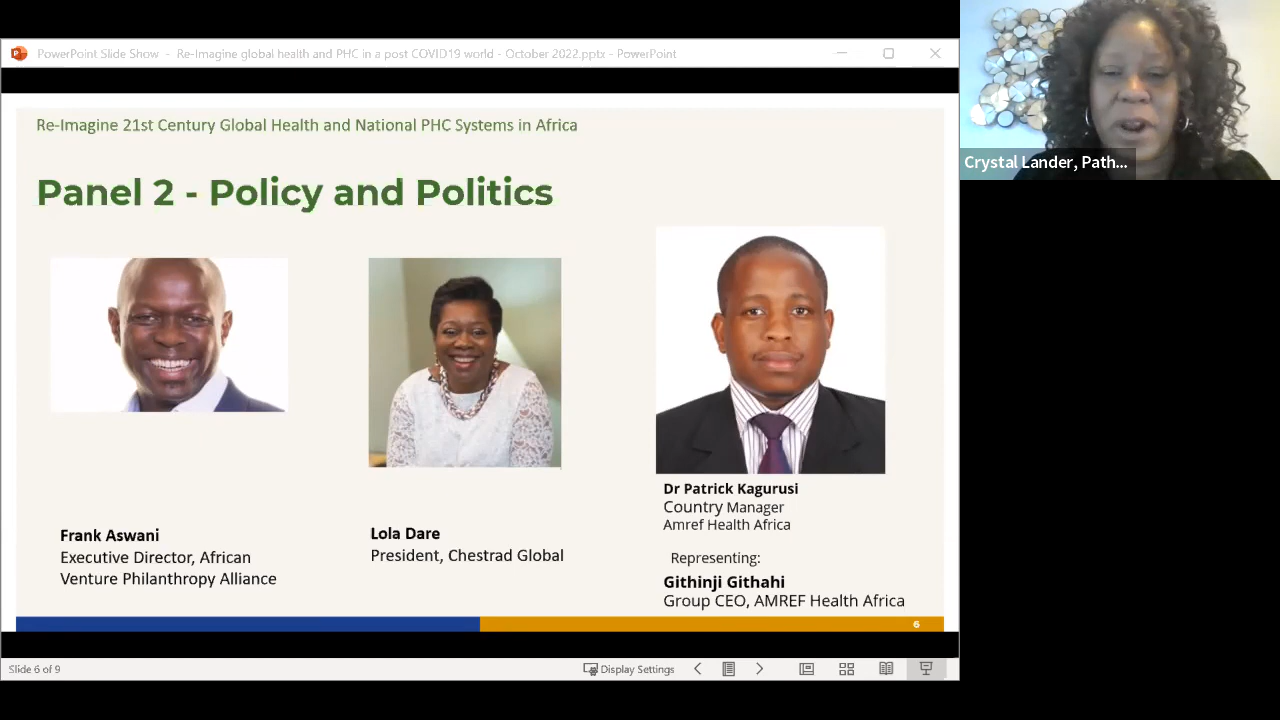 PowerPoint Slide Show - Re-Imagine global health and PHC in a post COVID19 world - October 2022.pptx - PowerPoint
Re-Imagine 21st Century Global Health and National PHC Systems in Africa
Panel 2 - Policy and Politics
Frank Aswani
Executive Director, African
Venture Philanthropy Alliance
Lola Dare
President, Chestrad Global
Dr Patrick Kagurusi
Country Manager
Amref Health Africa
Representing:
Githinji Githahi
Group CEO, AMREF Health Africa
6
Slide 6 of 9
Display Settings
Crystal Lander, Path...